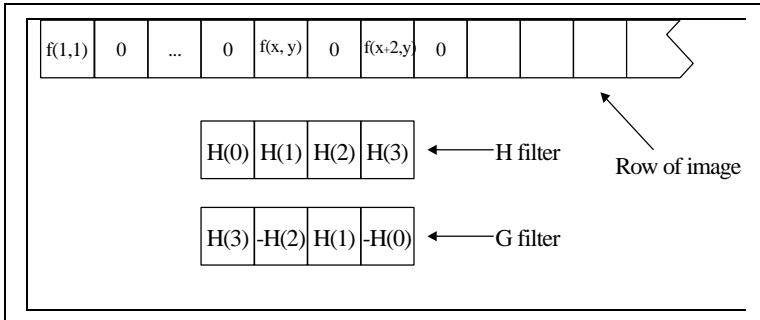 f(1,1) 0 ... 0 f(x, y) 0 f(x+2,y) 0
H(0) H(1) H(2) H(3) H filter
Row of image
H(3) -H(2) H(1) -H(0) G filter